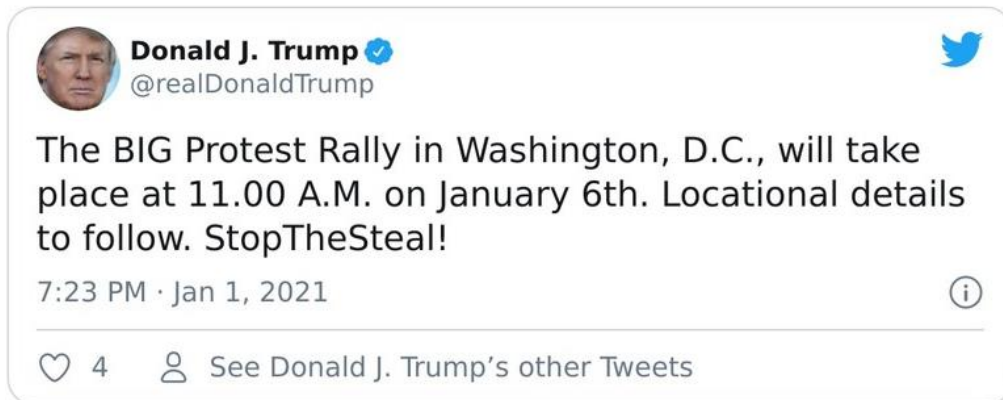 Donald J. Trump
@realDonaldTrump
The BIG Protest Rally in Washington, D.C., will take
place at 11.00 A.M. on January 6th. Locational details
to follow. StopTheSteal!
7:23 PM · Jan 1, 2021
4 See Donald J. Trump’s other Tweets